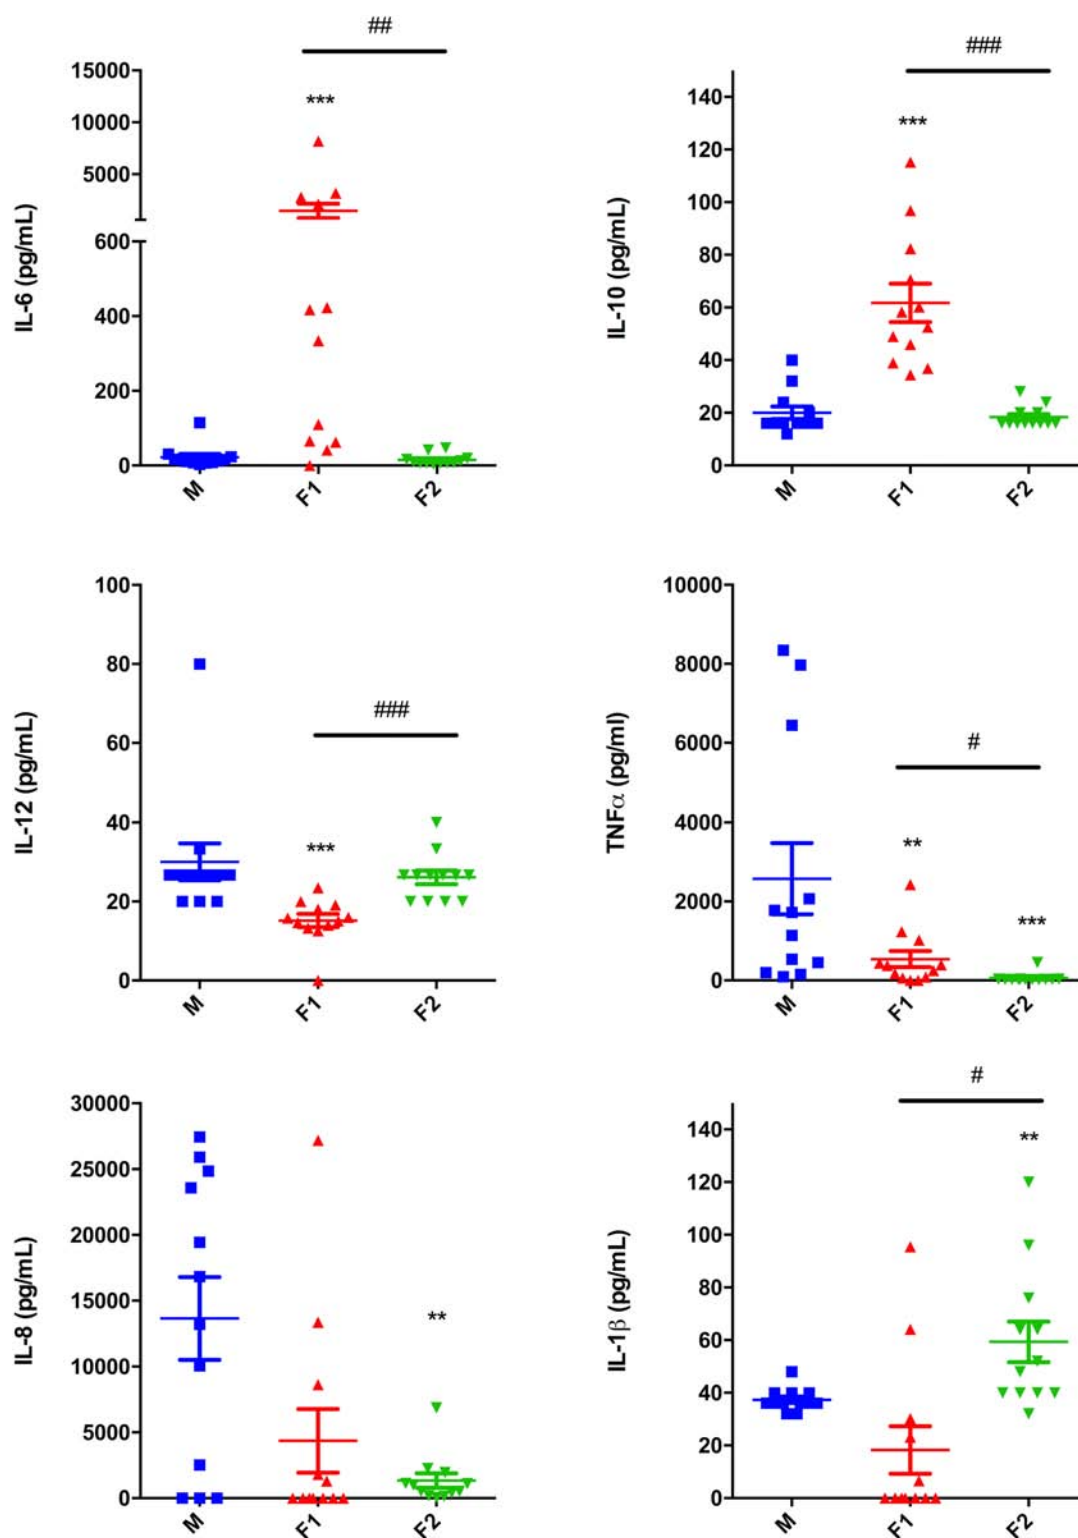 ##
15000
10000
5000
600
400
200
0
IL-6 (pg/mL)
***
M
F1
F2
###
140
120
100
80
60
40
20
0
IL-10 (pg/mL)
***
M
F1
F2
100
80
60
40
20
0
IL-12 (pg/mL)
###
***
M
F1
F2
10000
8000
6000
4000
2000
0
TNFα (pg/ml)
#
**
***
M
F1
F2
30000
25000
20000
15000
10000
5000
0
IL-8 (pg/mL)
**
M
F1
F2
#
140
120
100
80
60
40
20
0
IL-1β (pg/mL)
**
M
F1
F2